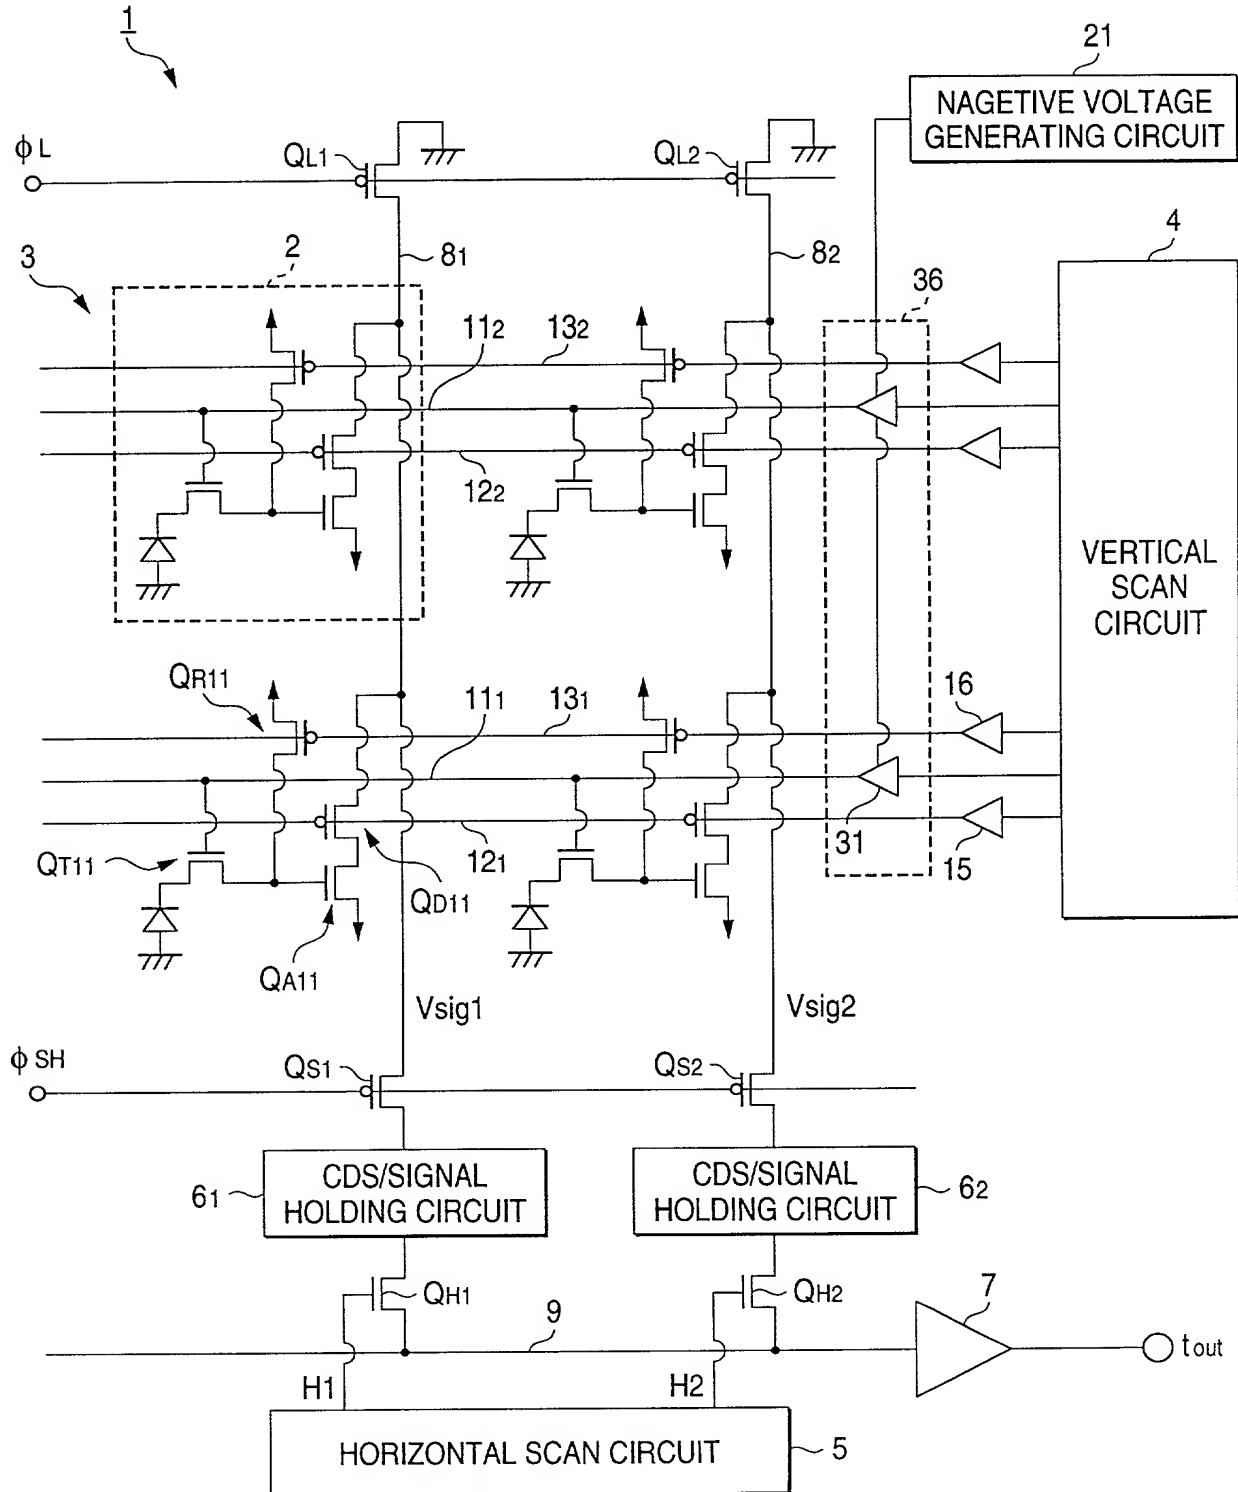 1
21
NAGETIVE VOLTAGE
GENERATING CIRCUIT
φL
QL1
QL2
4
3
2
81
82
36
112
132
122
VERTICAL
SCAN
CIRCUIT
QR11
111
131
16
QT11
121
31
15
QD11
QA11
Vsig1
Vsig2
φSH
QS1
QS2
61
CDS/SIGNAL
HOLDING CIRCUIT
CDS/SIGNAL
HOLDING CIRCUIT
62
QH1
QH2
7
9
tout
H1
H2
HORIZONTAL SCAN CIRCUIT
5